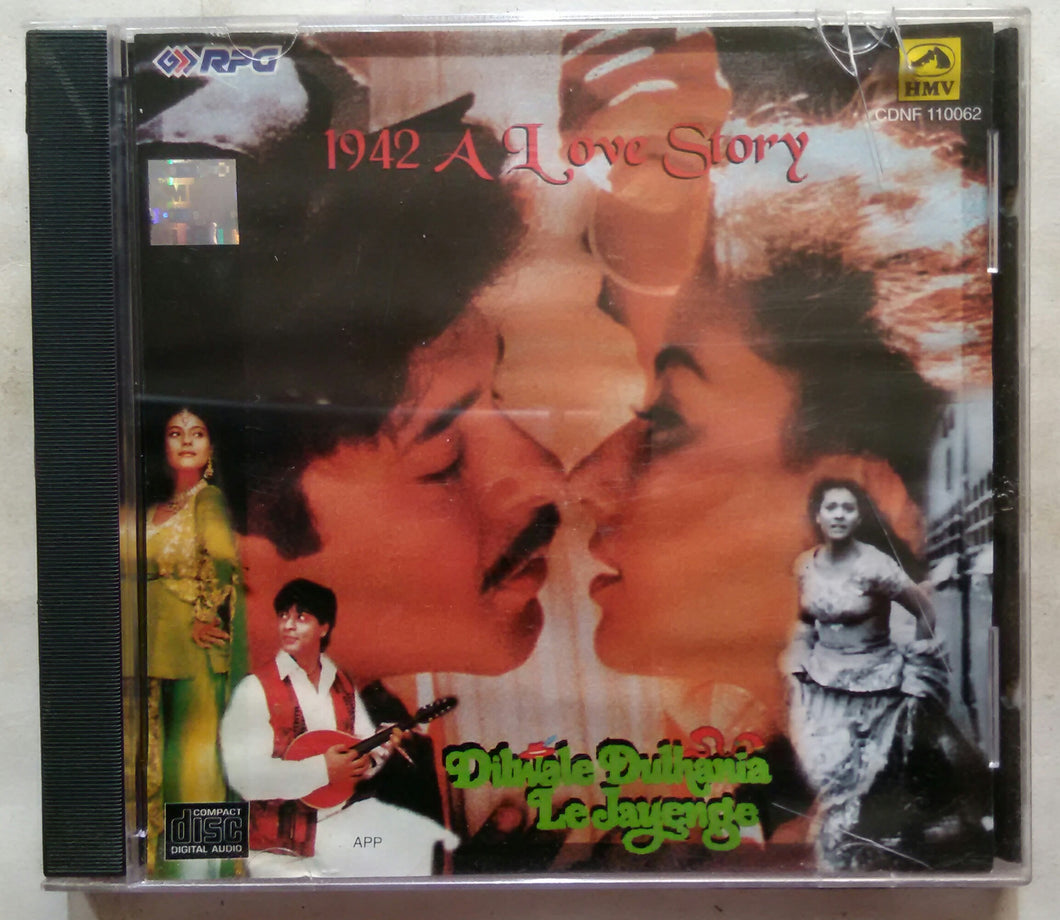 RPG
HMV
CDNF 110062
1942 A Love Story
Dilwale Dulhania
Le Jayenge
COMPACT
disc
DIGITAL AUDIO
APP